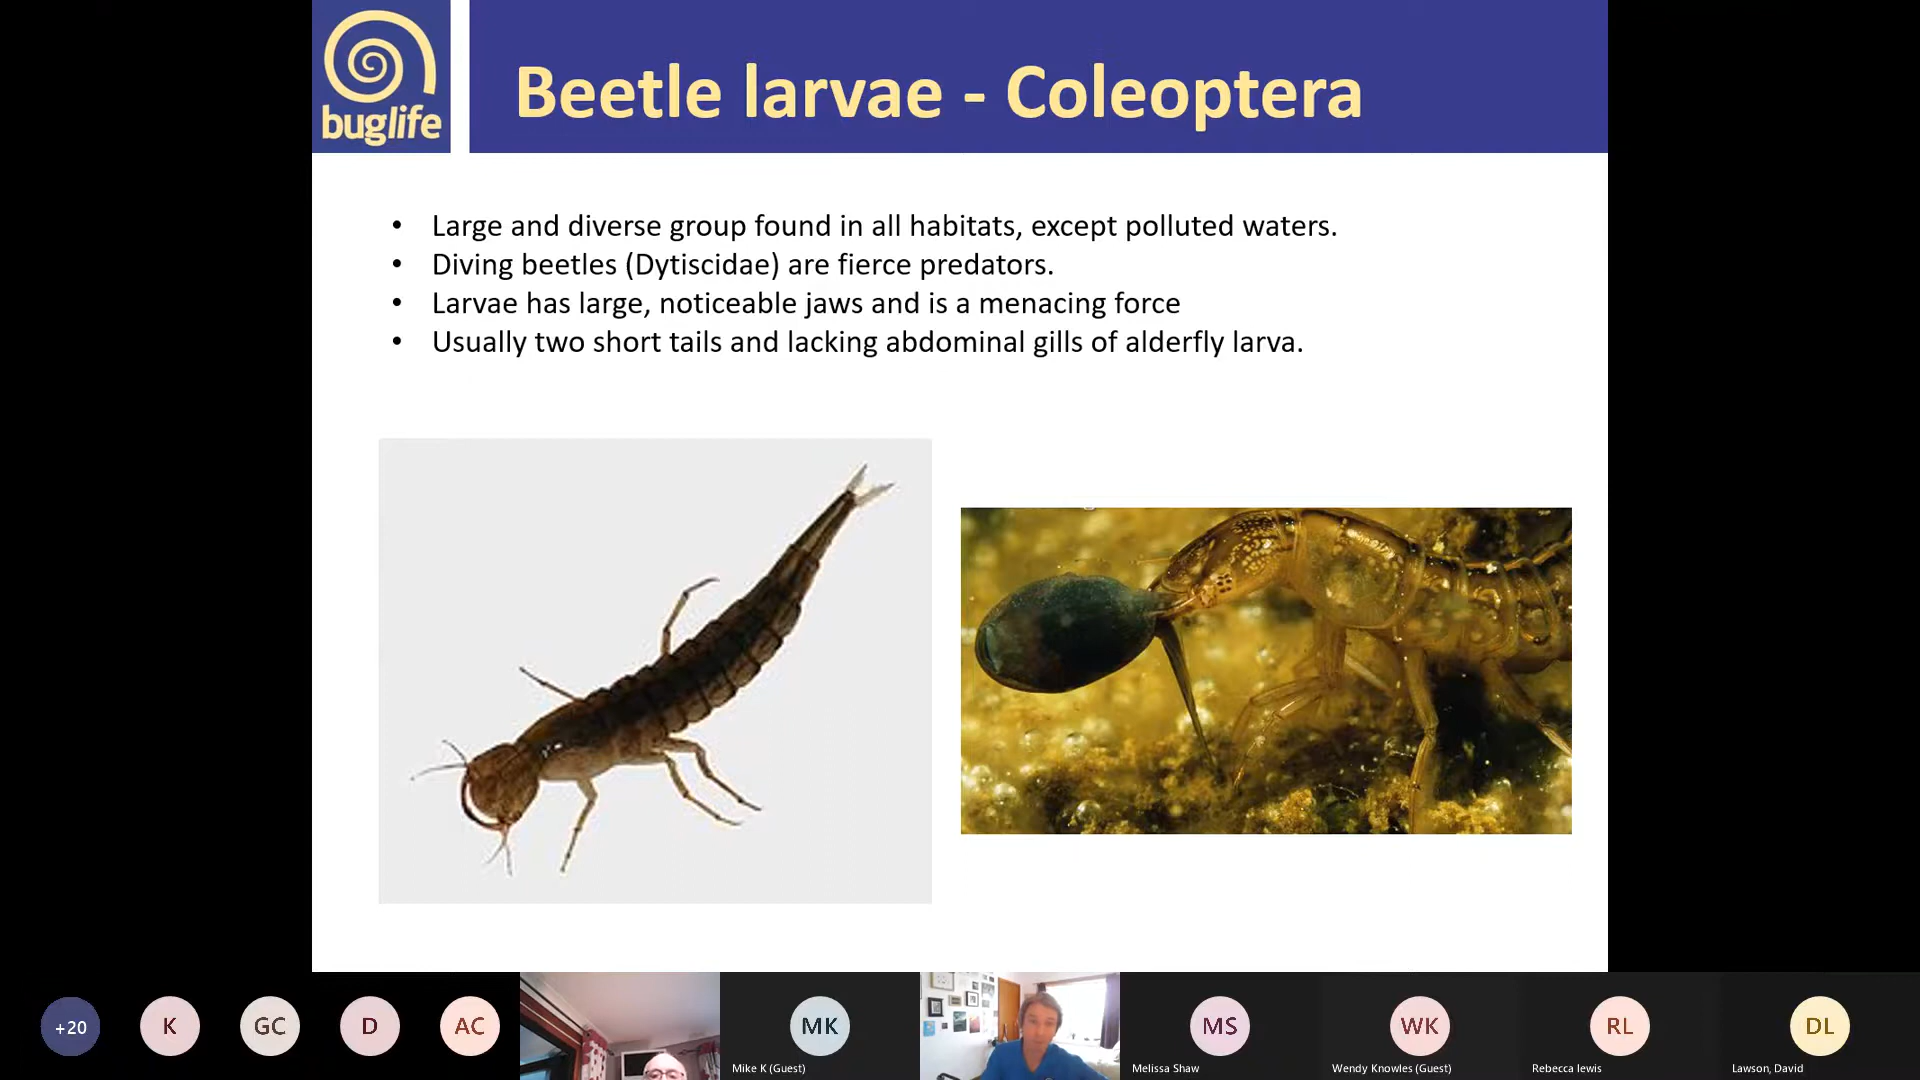 buglife
Beetle larvae - Coleoptera
• Large and diverse group found in all habitats, except polluted waters.
• Diving beetles (Dytiscidae) are fierce predators.
• Larvae has large, noticeable jaws and is a menacing force
• Usually two short tails and lacking abdominal gills of alderfly larva.
+20
K
GC
D
AC
MK
Mike K (Guest)
MS
Melissa Shaw
WK
Wendy Knowles (Guest)
RL
Rebecca lewis
DL
Lawson, David